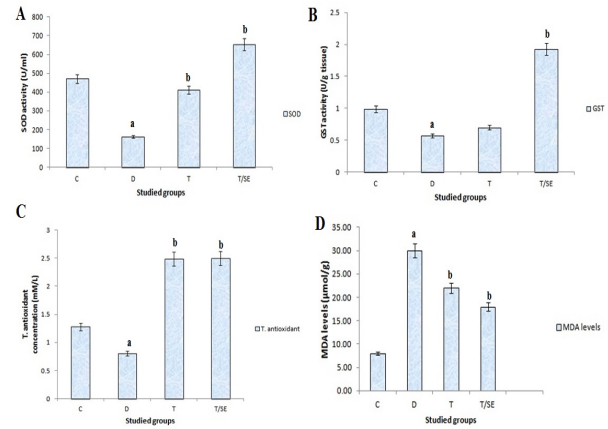 A
SOD activity (U/ml)
800
700
600
500
400
300
200
100
0
a
b
b
C D T T/SE
Studied groups
SOD
B
GST activity (U/g tissue)
2.5
2
1.5
1
0.5
0
a
b
C D T T/SE
Studied groups
GST
C
T. antioxidant
concentration (mM/L)
3
2.5
2
1.5
1
0.5
0
a
b
b
C D T T/SE
Studied groups
T. antioxidant
D
MDA levels (µmol/g)
35.00
30.00
25.00
20.00
15.00
10.00
5.00
0.00
a
b
b
C D T T/SE
Studied groups
MDA levels